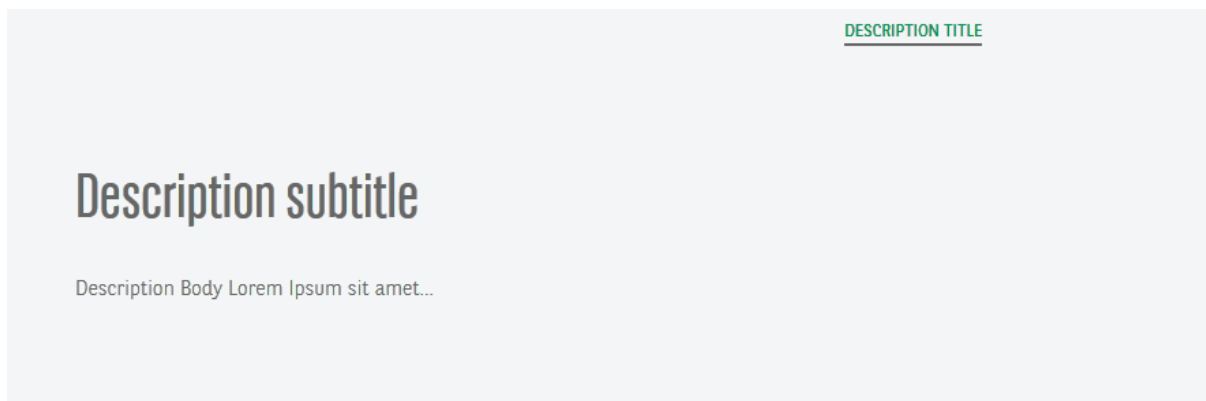 DESCRIPTION TITLE
Description subtitle
Description Body Lorem Ipsum sit amet...